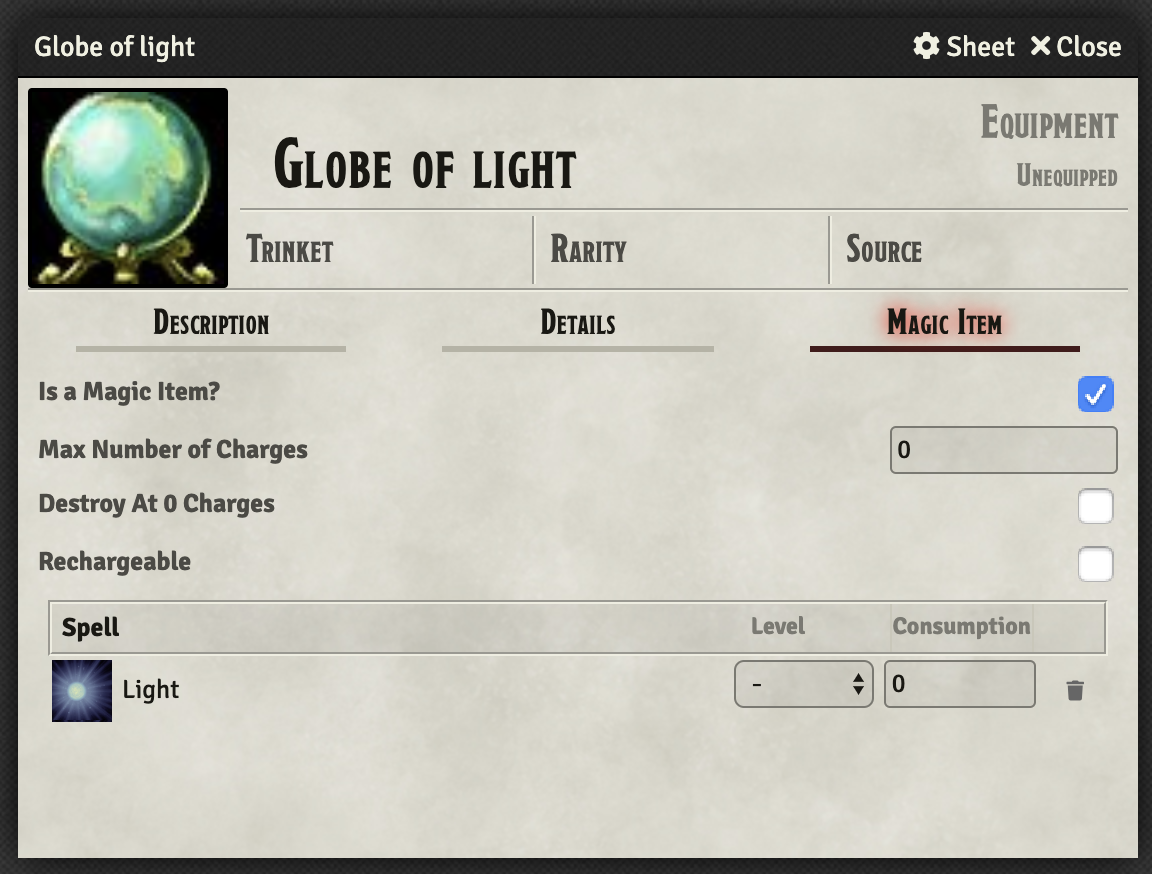 Globe of light Sheet Close
Equipment
Globe of light
Unequipped
Trinket Rarity Source
Description Details Magic Item
Is a Magic Item?
Max Number of Charges 0
Destroy At 0 Charges
Rechargeable
Spell Level Consumption
Light - 0